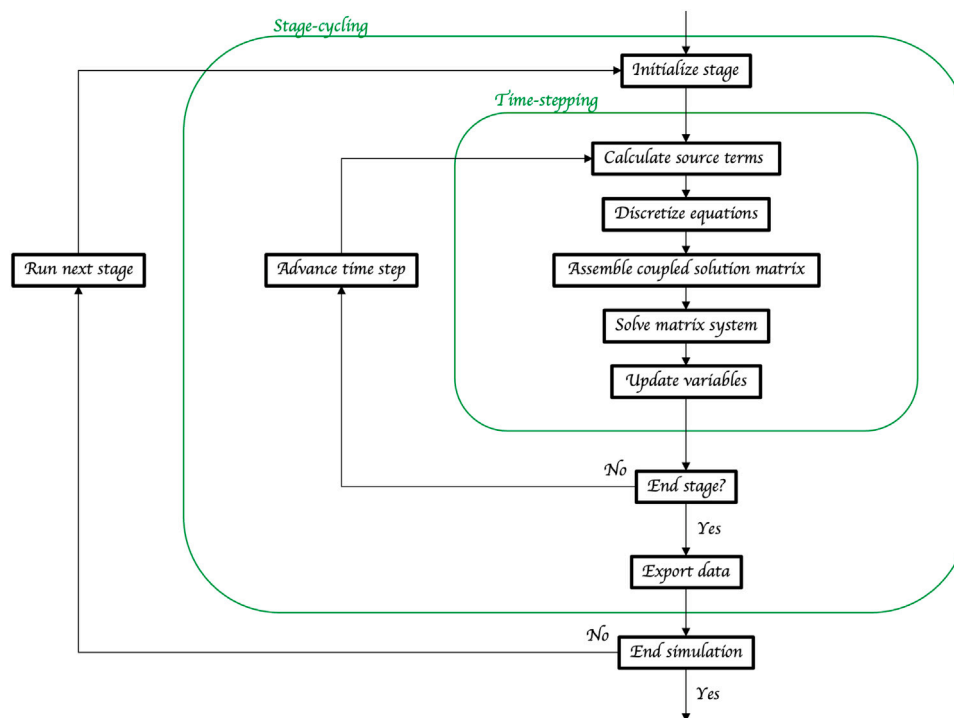 Stage-cycling
Initialize stage
Time-stepping
Calculate source terms
Discretize equations
Run next stage
Advance time step
Assemble coupled solution matrix
Solve matrix system
Update variables
No
End stage?
Yes
Export data
No
End simulation
Yes